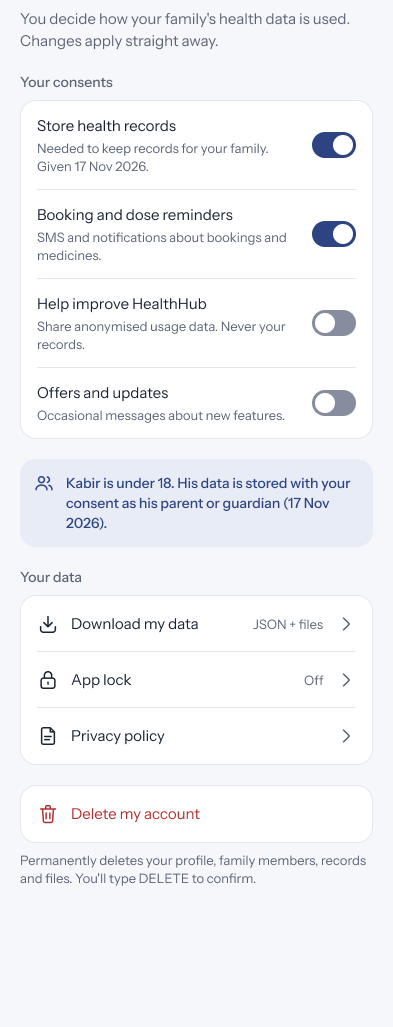 You decide how your family's health data is used.
Changes apply straight away.
Your consents
Store health records
Needed to keep records for your family.
Given 17 Nov 2026.
Booking and dose reminders
SMS and notifications about bookings and
medicines.
Help improve HealthHub
Share anonymised usage data. Never your
records.
Offers and updates
Occasional messages about new features.
Kabir is under 18. His data is stored with your
consent as his parent or guardian (17 Nov
2026).
Your data
Download my data JSON + files
App lock Off
Privacy policy
Delete my account
Permanently deletes your profile, family members, records
and files. You'll type DELETE to confirm.